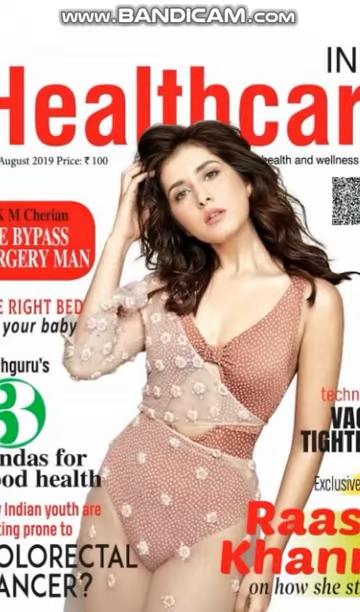 www.BANDICAM.com
IN
Healthcar
August 2019 Price: ₹ 100
health and wellness
K M Cherian
E BYPASS
RGERY MAN
E RIGHT BED
your baby
hguru's
3
ndas for
ood health
y Indian youth are
ting prone to
OLORECTAL
ANCER?
techn
VAG
TIGHTE
Exclusive
Raas
Khann
on how she st